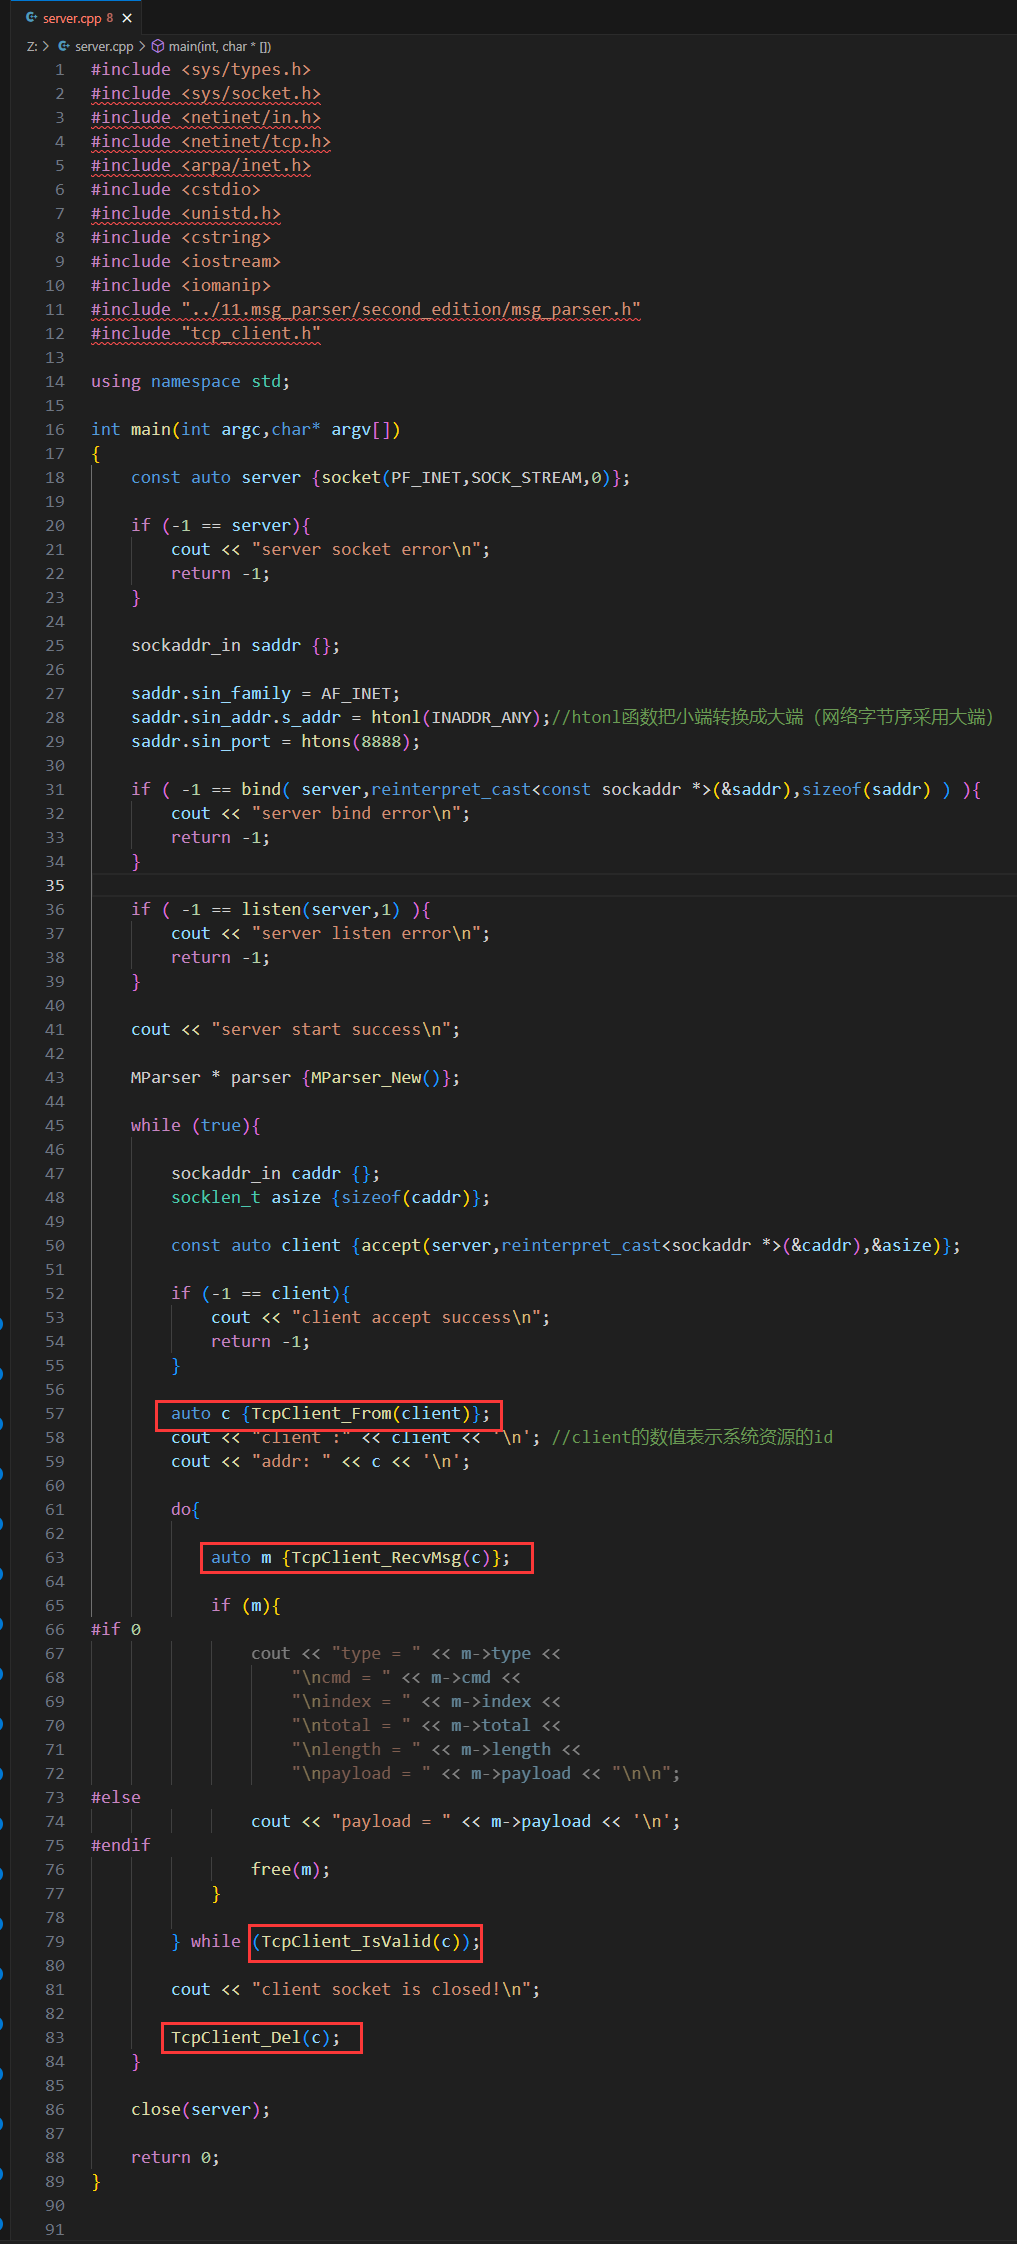 server.cpp 8 ×
Z: > server.cpp > main(int, char * [])
1 #include <sys/types.h>
2 #include <sys/socket.h>
3 #include <netinet/in.h>
4 #include <netinet/tcp.h>
5 #include <arpa/inet.h>
6 #include <cstdio>
7 #include <unistd.h>
8 #include <cstring>
9 #include <iostream>
10 #include <iomanip>
11 #include "../11.msg_parser/second_edition/msg_parser.h"
12 #include "tcp_client.h"
13
14 using namespace std;
15
16 int main(int argc,char* argv[])
17 {
18     const auto server {socket(PF_INET,SOCK_STREAM,0)};
19
20     if (-1 == server){
21         cout << "server socket error\n";
22         return -1;
23     }
24
25     sockaddr_in saddr {};
26
27     saddr.sin_family = AF_INET;
28     saddr.sin_addr.s_addr = htonl(INADDR_ANY);//htonl函数把小端转换成大端（网络字节序采用大端）
29     saddr.sin_port = htons(8888);
30
31     if ( -1 == bind( server,reinterpret_cast<const sockaddr *>(&saddr),sizeof(saddr) ) ){
32         cout << "server bind error\n";
33         return -1;
34     }
35
36     if ( -1 == listen(server,1) ){
37         cout << "server listen error\n";
38         return -1;
39     }
40
41     cout << "server start success\n";
42
43     MParser * parser {MParser_New()};
44
45     while (true){
46
47         sockaddr_in caddr {};
48         socklen_t asize {sizeof(caddr)};
49
50         const auto client {accept(server,reinterpret_cast<sockaddr *>(&caddr),&asize)};
51
52         if (-1 == client){
53             cout << "client accept success\n";
54             return -1;
55         }
56
57         auto c {TcpClient_From(client)};
58         cout << "client :" << client << '\n'; //client的数值表示系统资源的id
59         cout << "addr: " << c << '\n';
60
61         do{
62
63             auto m {TcpClient_RecvMsg(c)};
64
65             if (m){
66 #if 0
67                 cout << "type = " << m->type <<
68                     "\ncmd = " << m->cmd <<
69                     "\nindex = " << m->index <<
70                     "\ntotal = " << m->total <<
71                     "\nlength = " << m->length <<
72                     "\npayload = " << m->payload << "\n\n";
73 #else
74                 cout << "payload = " << m->payload << '\n';
75 #endif
76                 free(m);
77             }
78
79         } while (TcpClient_IsValid(c));
80
81         cout << "client socket is closed!\n";
82
83         TcpClient_Del(c);
84     }
85
86     close(server);
87
88     return 0;
89 }
90
91